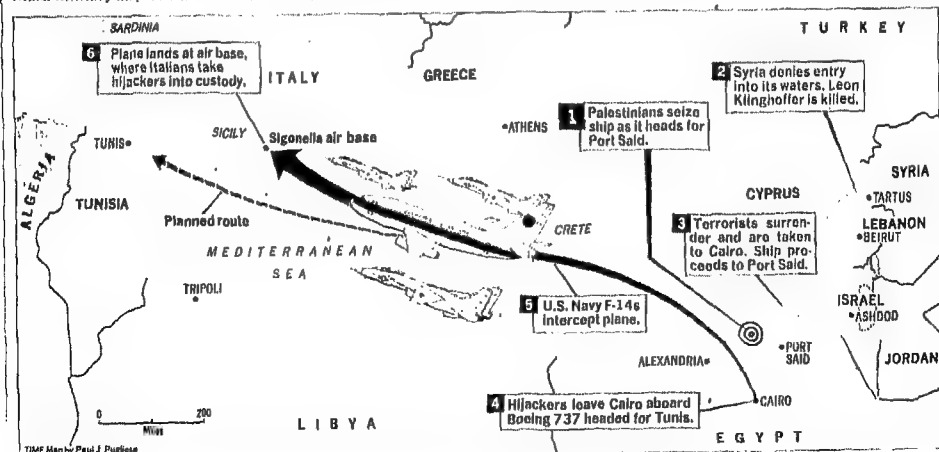 SARDINIA
TURKEY
6 Plane lands at air base,
where Italians take
hijackers into custody.
ITALY
GREECE
2 Syria denies entry
into its waters. Leon
Klinghoffer is killed.
1 Palestinians seize
ship as it heads for
Port Said.
ATHENS
SICILY
Sigonella air base
TUNIS
ALGERIA
TUNISIA
SYRIA
CYPRUS
TARTUS
LEBANON
BEIRUT
Planned route
CRETE
3 Terrorists surren-
der and are taken
to Cairo. Ship pro-
ceeds to Port Said.
MEDITERRANEAN
SEA
TRIPOLI
5 U.S. Navy F-14s
intercept plane.
ISRAEL
ASHDOD
PORT
SAID
ALEXANDRIA
JORDAN
4 Hijackers leave Cairo aboard
Boeing 737 headed for Tunis.
CAIRO
0 200
Miles
LIBYA
EGYPT
TIME Map by Paul J. Pugliese